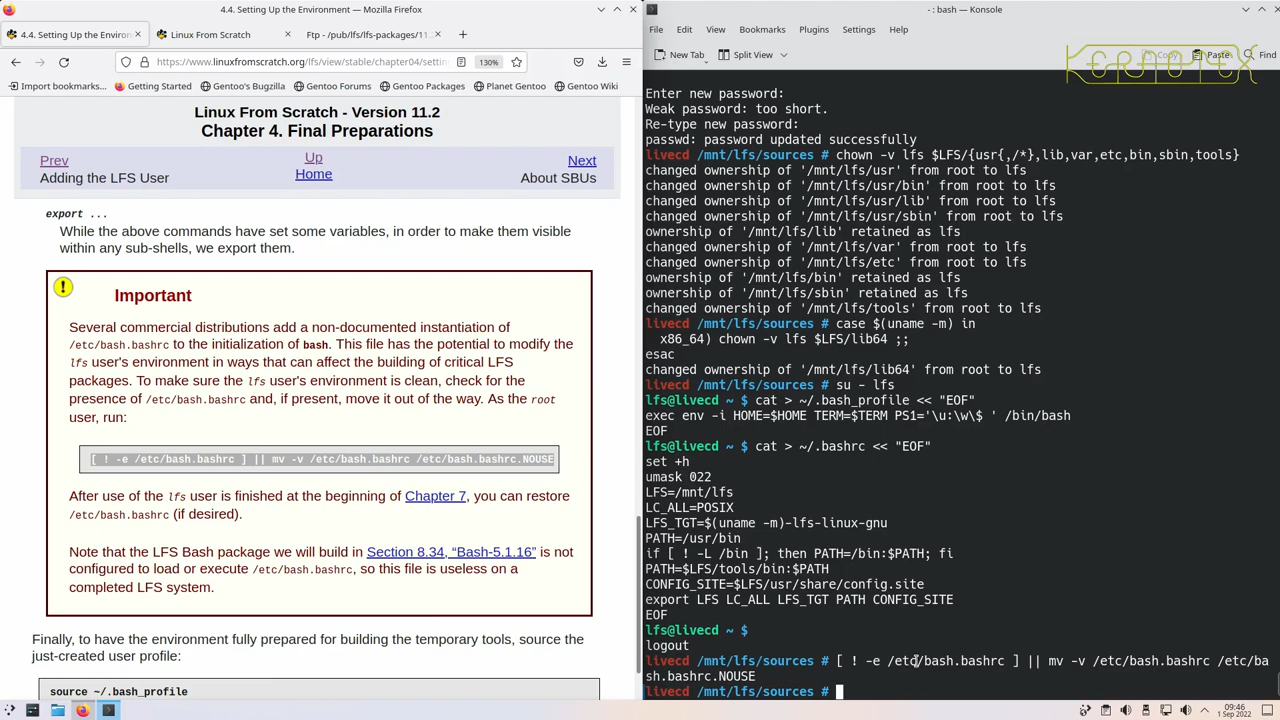 4.4. Setting Up the Environment — Mozilla Firefox
4.4. Setting Up the Environ
Linux From Scratch
Ftp - /pub/lfs/lfs-packages/11.
https://www.linuxfromscratch.org/lfs/view/stable/chapter04/settin
130%
Import bookmarks...
Getting Started
Gentoo's Bugzilla
Gentoo Forums
Gentoo Packages
Planet Gentoo
Gentoo Wiki
Linux From Scratch - Version 11.2
Chapter 4. Final Preparations
Prev
Up
Next
Adding the LFS User
Home
About SBUs
export ...
While the above commands have set some variables, in order to make them visible
within any sub-shells, we export them.
Important
Several commercial distributions add a non-documented instantiation of
/etc/bash.bashrc to the initialization of bash. This file has the potential to modify the
lfs user's environment in ways that can affect the building of critical LFS
packages. To make sure the lfs user's environment is clean, check for the
presence of /etc/bash.bashrc and, if present, move it out of the way. As the root
user, run:
[ ! -e /etc/bash.bashrc ] || mv -v /etc/bash.bashrc /etc/bash.bashrc.NOUSE
After use of the lfs user is finished at the beginning of Chapter 7, you can restore
/etc/bash.bashrc (if desired).
Note that the LFS Bash package we will build in Section 8.34, “Bash-5.1.16” is not
configured to load or execute /etc/bash.bashrc, so this file is useless on a
completed LFS system.
Finally, to have the environment fully prepared for building the temporary tools, source the
just-created user profile:
source ~/.bash_profile
- : bash — Konsole
File
Edit
View
Bookmarks
Plugins
Settings
Help
New Tab
Split View
Copy
Paste
Find
Enter new password:
Weak password: too short.
Re-type new password:
passwd: password updated successfully
livecd /mnt/lfs/sources # chown -v lfs $LFS/{usr{,/*},lib,var,etc,bin,sbin,tools}
changed ownership of '/mnt/lfs/usr' from root to lfs
changed ownership of '/mnt/lfs/usr/bin' from root to lfs
changed ownership of '/mnt/lfs/usr/lib' from root to lfs
changed ownership of '/mnt/lfs/usr/sbin' from root to lfs
ownership of '/mnt/lfs/lib' retained as lfs
changed ownership of '/mnt/lfs/var' from root to lfs
changed ownership of '/mnt/lfs/etc' from root to lfs
ownership of '/mnt/lfs/bin' retained as lfs
ownership of '/mnt/lfs/sbin' retained as lfs
changed ownership of '/mnt/lfs/tools' from root to lfs
livecd /mnt/lfs/sources # case $(uname -m) in
x86_64) chown -v lfs $LFS/lib64 ;;
esac
changed ownership of '/mnt/lfs/lib64' from root to lfs
livecd /mnt/lfs/sources # su - lfs
lfs@livecd ~ $ cat > ~/.bash_profile << "EOF"
exec env -i HOME=$HOME TERM=$TERM PS1='\u:\w\$ ' /bin/bash
EOF
lfs@livecd ~ $ cat > ~/.bashrc << "EOF"
set +h
umask 022
LFS=/mnt/lfs
LC_ALL=POSIX
LFS_TGT=$(uname -m)-lfs-linux-gnu
PATH=/usr/bin
if [ ! -L /bin ]; then PATH=/bin:$PATH; fi
PATH=$LFS/tools/bin:$PATH
CONFIG_SITE=$LFS/usr/share/config.site
export LFS LC_ALL LFS_TGT PATH CONFIG_SITE
EOF
lfs@livecd ~ $
logout
livecd /mnt/lfs/sources # [ ! -e /etc/bash.bashrc ] || mv -v /etc/bash.bashrc /etc/ba
sh.bashrc.NOUSE
livecd /mnt/lfs/sources #
09:46
1 Sep 2022